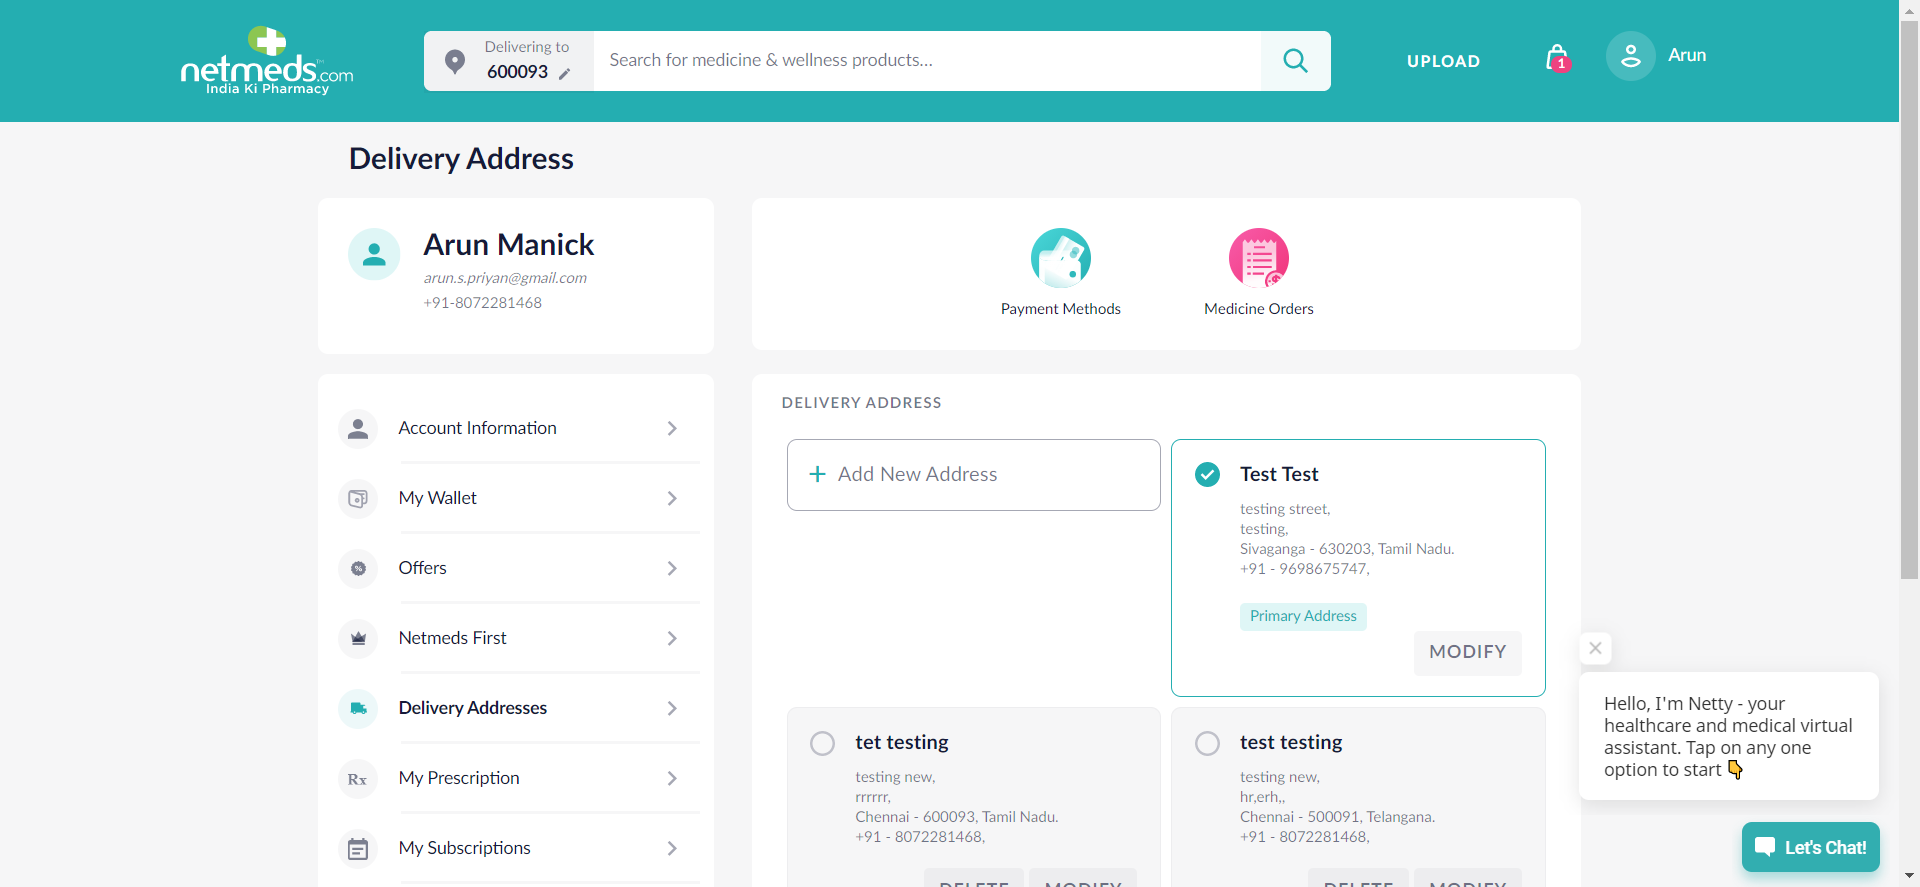 netmeds.com
India Ki Pharmacy
Delivering to
600093
Search for medicine & wellness products...
UPLOAD
1
Arun
Delivery Address
Arun Manick
arun.s.priyan@gmail.com
+91-8072281468
Payment Methods
Medicine Orders
Account Information
My Wallet
Offers
Netmeds First
Delivery Addresses
Rx
My Prescription
My Subscriptions
DELIVERY ADDRESS
+ Add New Address
Test Test
testing street,
testing,
Sivaganga - 630203, Tamil Nadu.
+91 - 9698675747,
Primary Address
MODIFY
tet testing
testing new,
rrrrrr,
Chennai - 600093, Tamil Nadu.
+91 - 8072281468,
DELETE MODIFY
test testing
testing new,
hr,erh,,
Chennai - 500091, Telangana.
+91 - 8072281468,
DELETE MODIFY
Hello, I'm Netty - your
healthcare and medical virtual
assistant. Tap on any one
option to start 👇
Let's Chat!